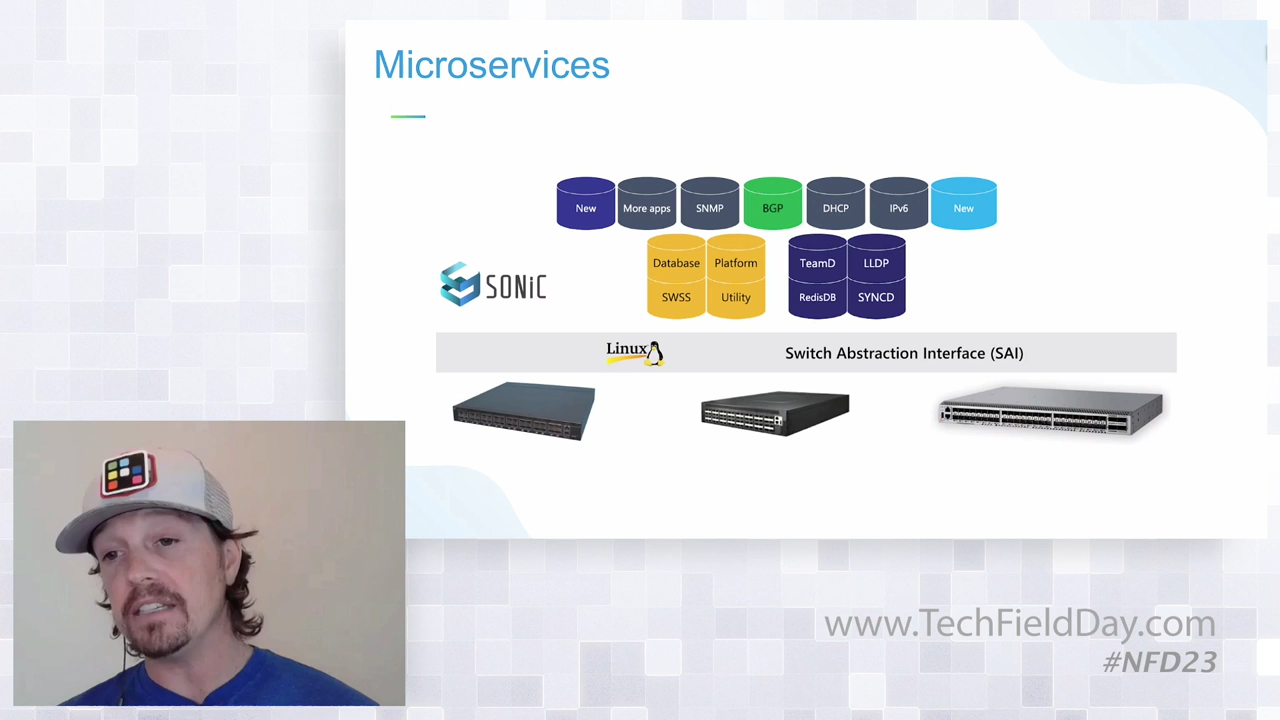 Microservices
New More apps SNMP BGP DHCP IPv6 New
Database Platform TeamD LLDP
SWSS Utility RedisDB SYNCD
SONiC
Linux Switch Abstraction Interface (SAI)
www.TechFieldDay.com
#NFD23